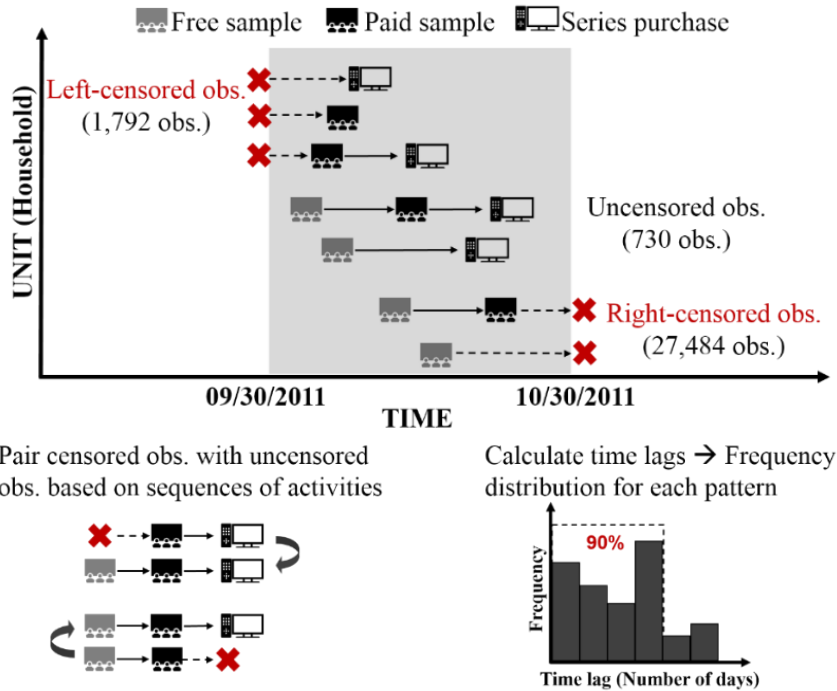 Free sample
Paid sample
Series purchase
UNIT (Household)
Left-censored obs.
(1,792 obs.)
Uncensored obs.
(730 obs.)
Right-censored obs.
(27,484 obs.)
09/30/2011
10/30/2011
TIME
Pair censored obs. with uncensored
obs. based on sequences of activities
Calculate time lags → Frequency
distribution for each pattern
90%
Frequency
Time lag (Number of days)